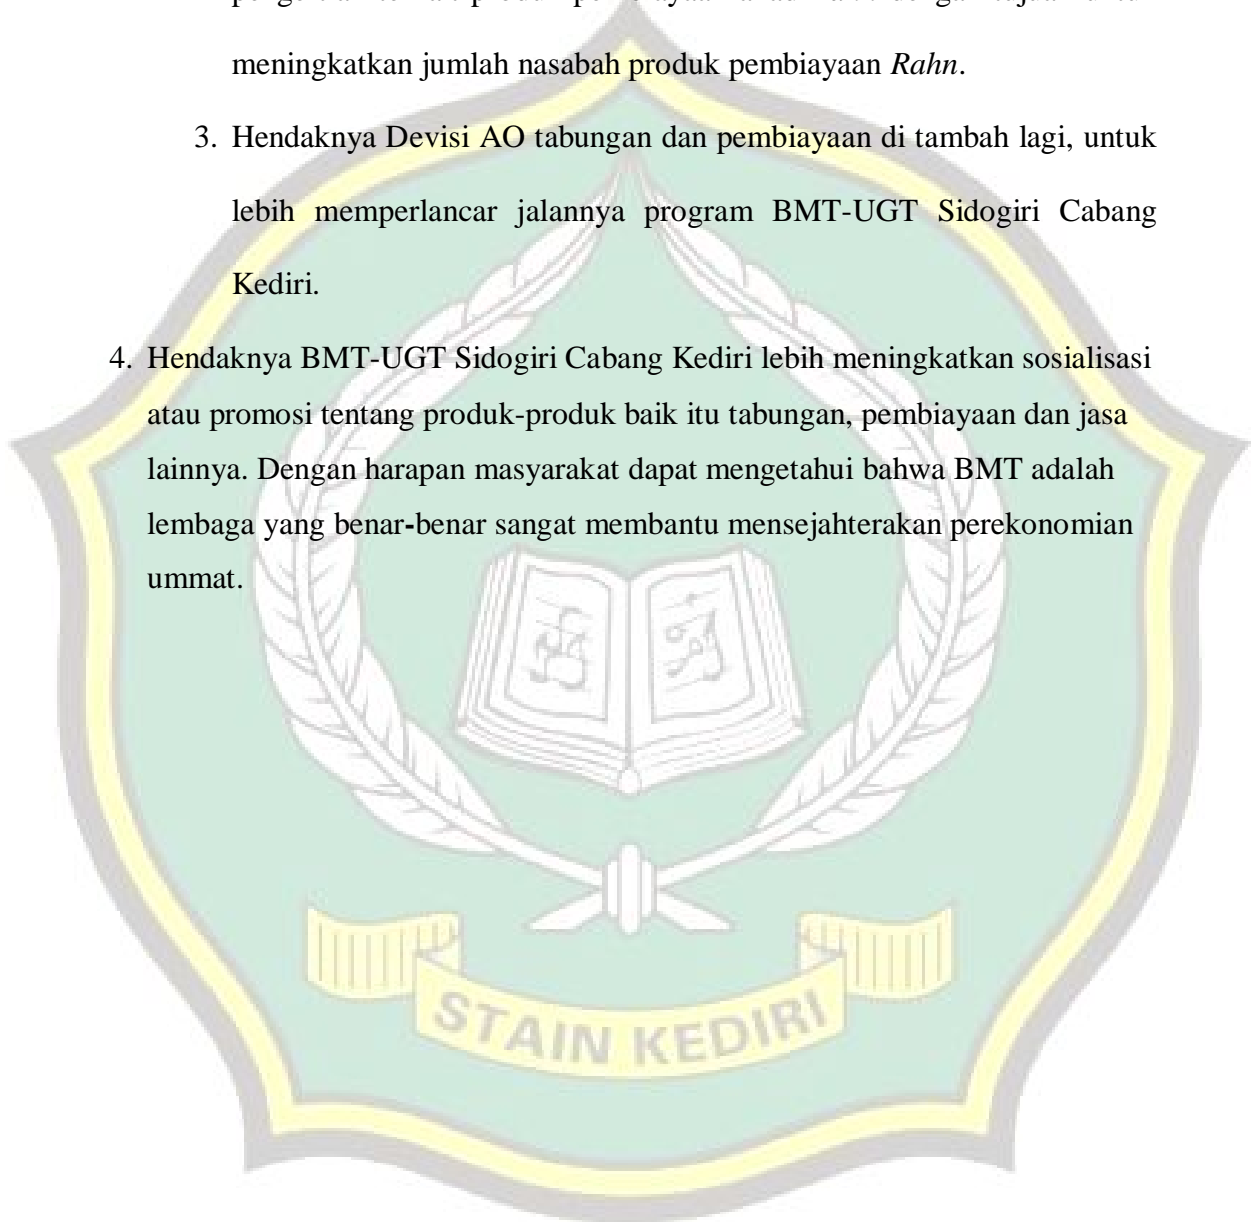 meningkatkan jumlah nasabah produk pembiayaan Rahn.
3. Hendaknya Devisi AO tabungan dan pembiayaan di tambah lagi, untuk
lebih memperlancar jalannya program BMT-UGT Sidogiri Cabang
Kediri.
4. Hendaknya BMT-UGT Sidogiri Cabang Kediri lebih meningkatkan sosialisasi
atau promosi tentang produk-produk baik itu tabungan, pembiayaan dan jasa
lainnya. Dengan harapan masyarakat dapat mengetahui bahwa BMT adalah
lembaga yang benar-benar sangat membantu mensejahterakan perekonomian
ummat.
STAIN KEDIRI